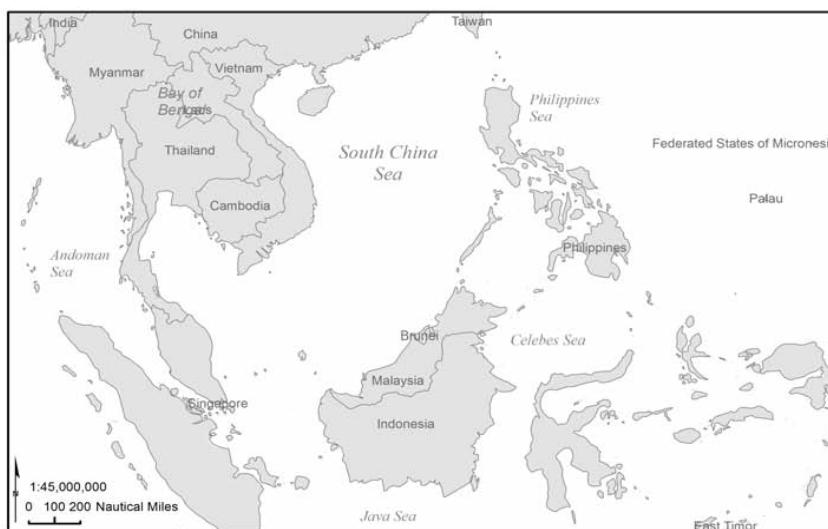 India
China
Taiwan
Myanmar
Vietnam
Bay of
Bengal
Laos
Philippines
Sea
Federated States of Micronesi
South China
Sea
Thailand
Palau
Cambodia
Philippines
Andoman
Sea
Brunei
Celebes Sea
Malaysia
Singapore
Indonesia
N
1:45,000,000
0 100 200 Nautical Miles
Java Sea
East Timor